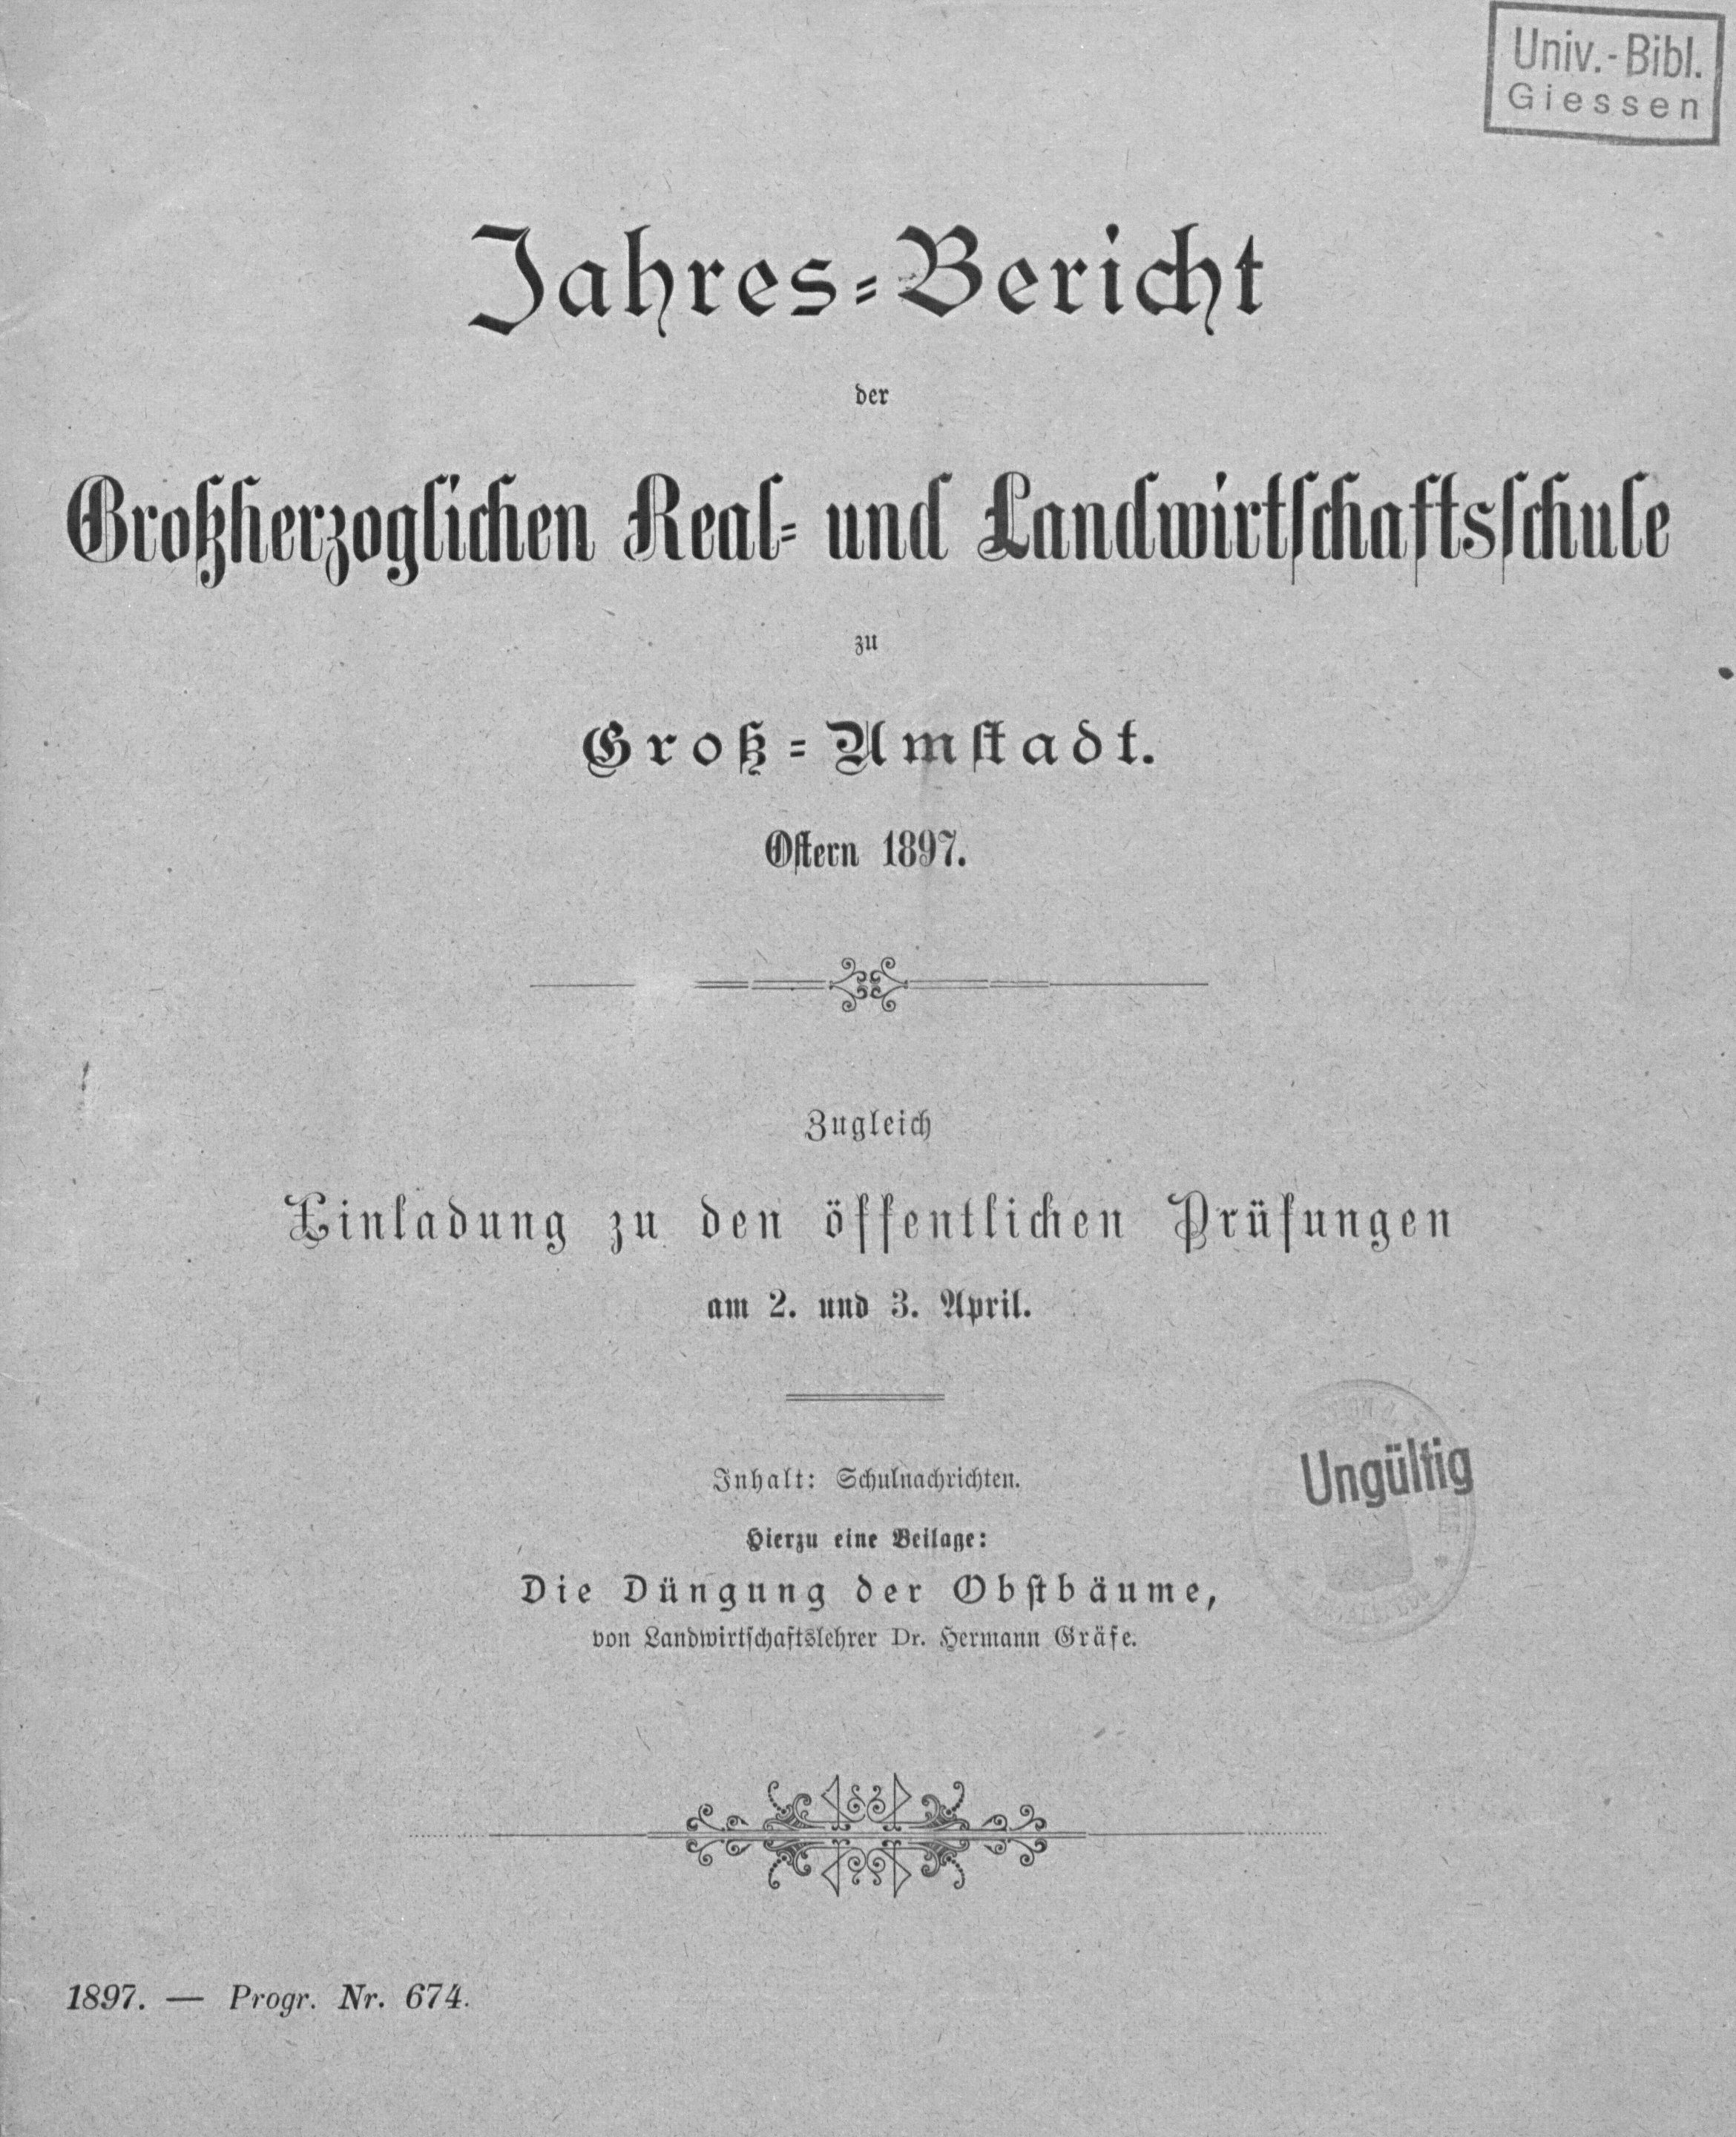 Univ.-Bibl.
Giessen
Jahres-Bericht
der
Großherzoglichen Real- und Landwirtschaftsschule
zu
Groß-Umstadt.
Ostern 1897.
Zugleich
Einladung zu den öffentlichen Prüfungen
am 2. und 3. April.
Inhalt: Schulnachrichten.
Ungültig
Hierzu eine Beilage:
Die Düngung der Obstbäume,
von Landwirtschaftslehrer Dr. Hermann Gräfe.
1897. — Progr. Nr. 674.